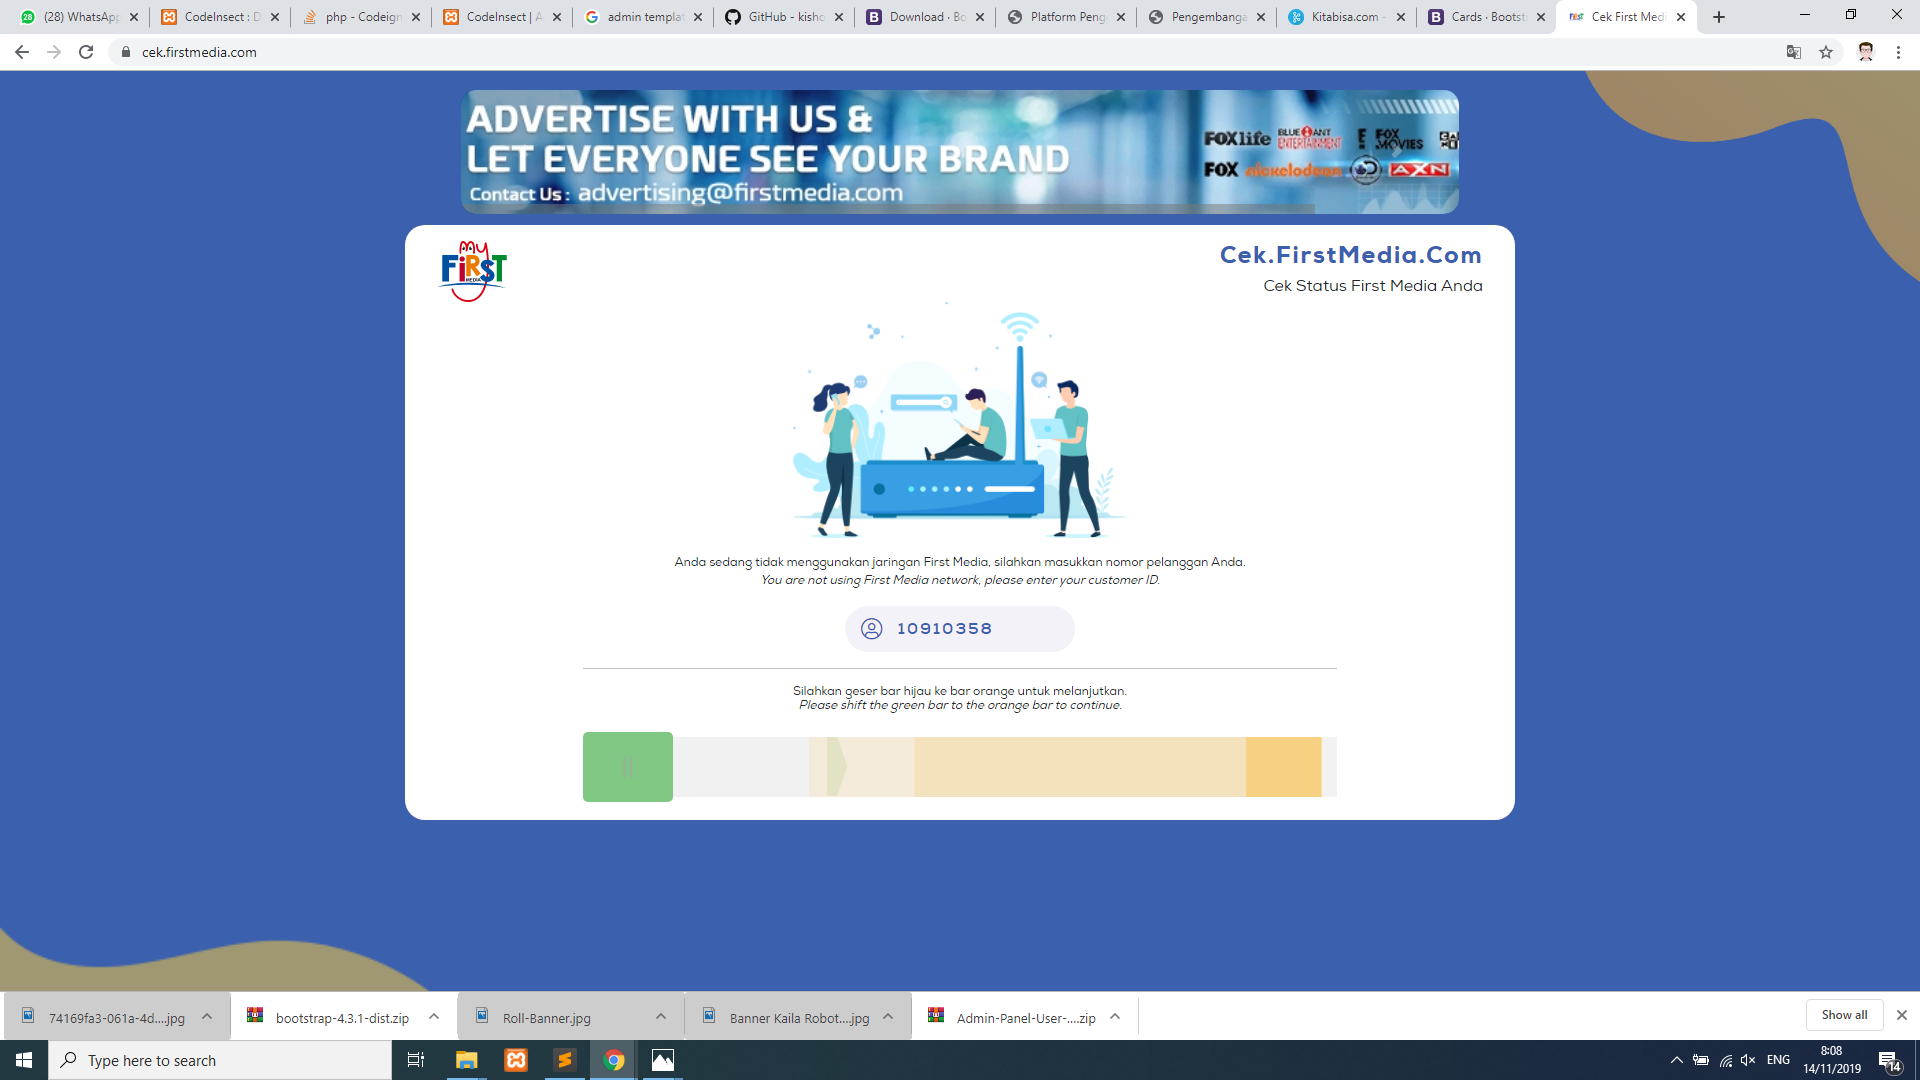 (28) WhatsApp
CodeInsect : D
php - Codeign
CodeInsect | A
admin templat
GitHub - kisho
Download · Bo
Platform Peng
Pengembanga
Kitabisa.com -
Cards · Bootst
Cek First Medi
cek.firstmedia.com
ADVERTISE WITH US &
LET EVERYONE SEE YOUR BRAND
Contact Us : advertising@firstmedia.com
FOXlife BLUE ANT ENTERTAINMENT E FOX MOVIES
FOX nickelodeon AXN
my FIRST MEDIA
Cek.FirstMedia.Com
Cek Status First Media Anda
Anda sedang tidak menggunakan jaringan First Media, silahkan masukkan nomor pelanggan Anda.
You are not using First Media network, please enter your customer ID.
10910358
Silahkan geser bar hijau ke bar orange untuk melanjutkan.
Please shift the green bar to the orange bar to continue.
74169fa3-061a-4d....jpg
bootstrap-4.3.1-dist.zip
Roll-Banner.jpg
Banner Kaila Robot....jpg
Admin-Panel-User-....zip
Show all
Type here to search
ENG
8:08
14/11/2019
14